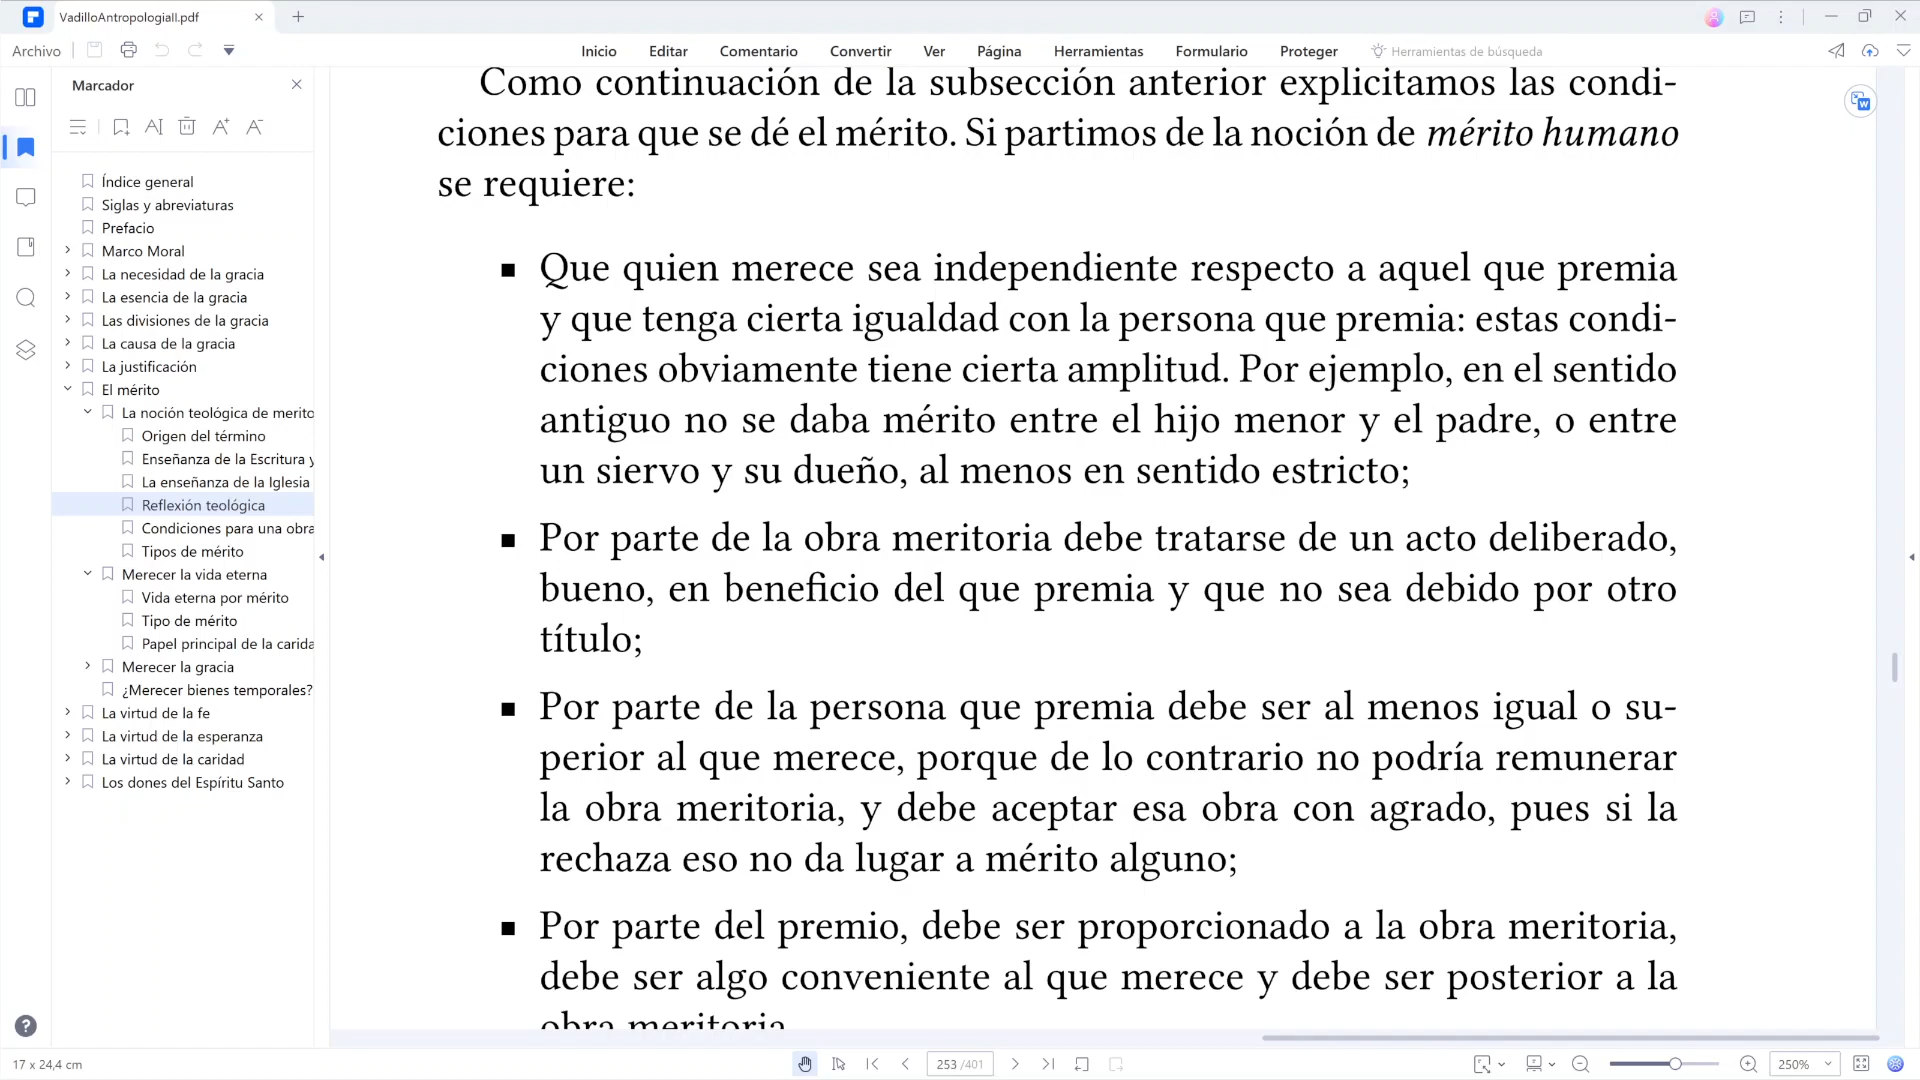 VadilloAntropologiaII.pdf
Archivo
Inicio
Editar
Comentario
Convertir
Ver
Página
Herramientas
Formulario
Proteger
Herramientas de búsqueda
Marcador
Índice general
Siglas y abreviaturas
Prefacio
Marco Moral
La necesidad de la gracia
La esencia de la gracia
Las divisiones de la gracia
La causa de la gracia
La justificación
El mérito
La noción teológica de merito
Origen del término
Enseñanza de la Escritura y
La enseñanza de la Iglesia
Reflexión teológica
Condiciones para una obra
Tipos de mérito
Merecer la vida eterna
Vida eterna por mérito
Tipo de mérito
Papel principal de la carida
Merecer la gracia
¿Merecer bienes temporales?
La virtud de la fe
La virtud de la esperanza
La virtud de la caridad
Los dones del Espíritu Santo
Como continuación de la subsección anterior explicitamos las condi-
ciones para que se dé el mérito. Si partimos de la noción de mérito humano
se requiere:
▪ Que quien merece sea independiente respecto a aquel que premia
y que tenga cierta igualdad con la persona que premia: estas condi-
ciones obviamente tiene cierta amplitud. Por ejemplo, en el sentido
antiguo no se daba mérito entre el hijo menor y el padre, o entre
un siervo y su dueño, al menos en sentido estricto;
▪ Por parte de la obra meritoria debe tratarse de un acto deliberado,
bueno, en beneficio del que premia y que no sea debido por otro
título;
▪ Por parte de la persona que premia debe ser al menos igual o su-
perior al que merece, porque de lo contrario no podría remunerar
la obra meritoria, y debe aceptar esa obra con agrado, pues si la
rechaza eso no da lugar a mérito alguno;
▪ Por parte del premio, debe ser proporcionado a la obra meritoria,
debe ser algo conveniente al que merece y debe ser posterior a la
obra meritoria.
17 x 24,4 cm
253 /401
250%